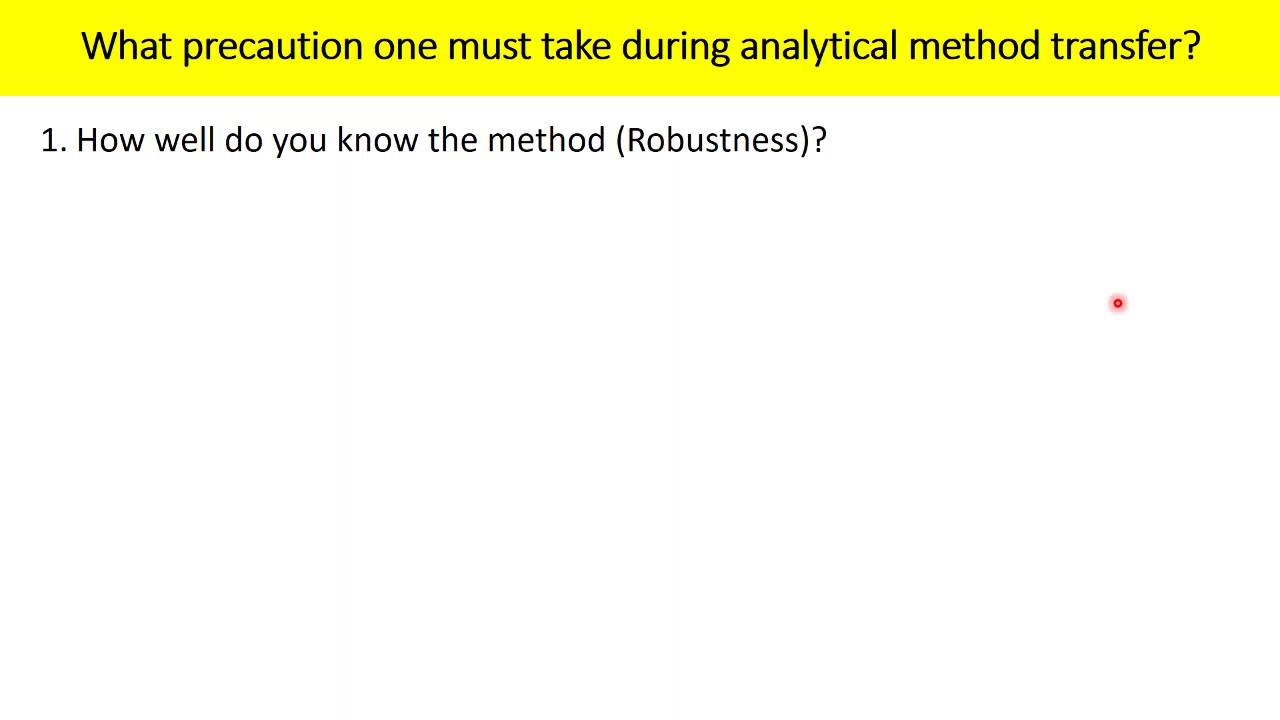 What precaution one must take during analytical method transfer?
1. How well do you know the method (Robustness)?